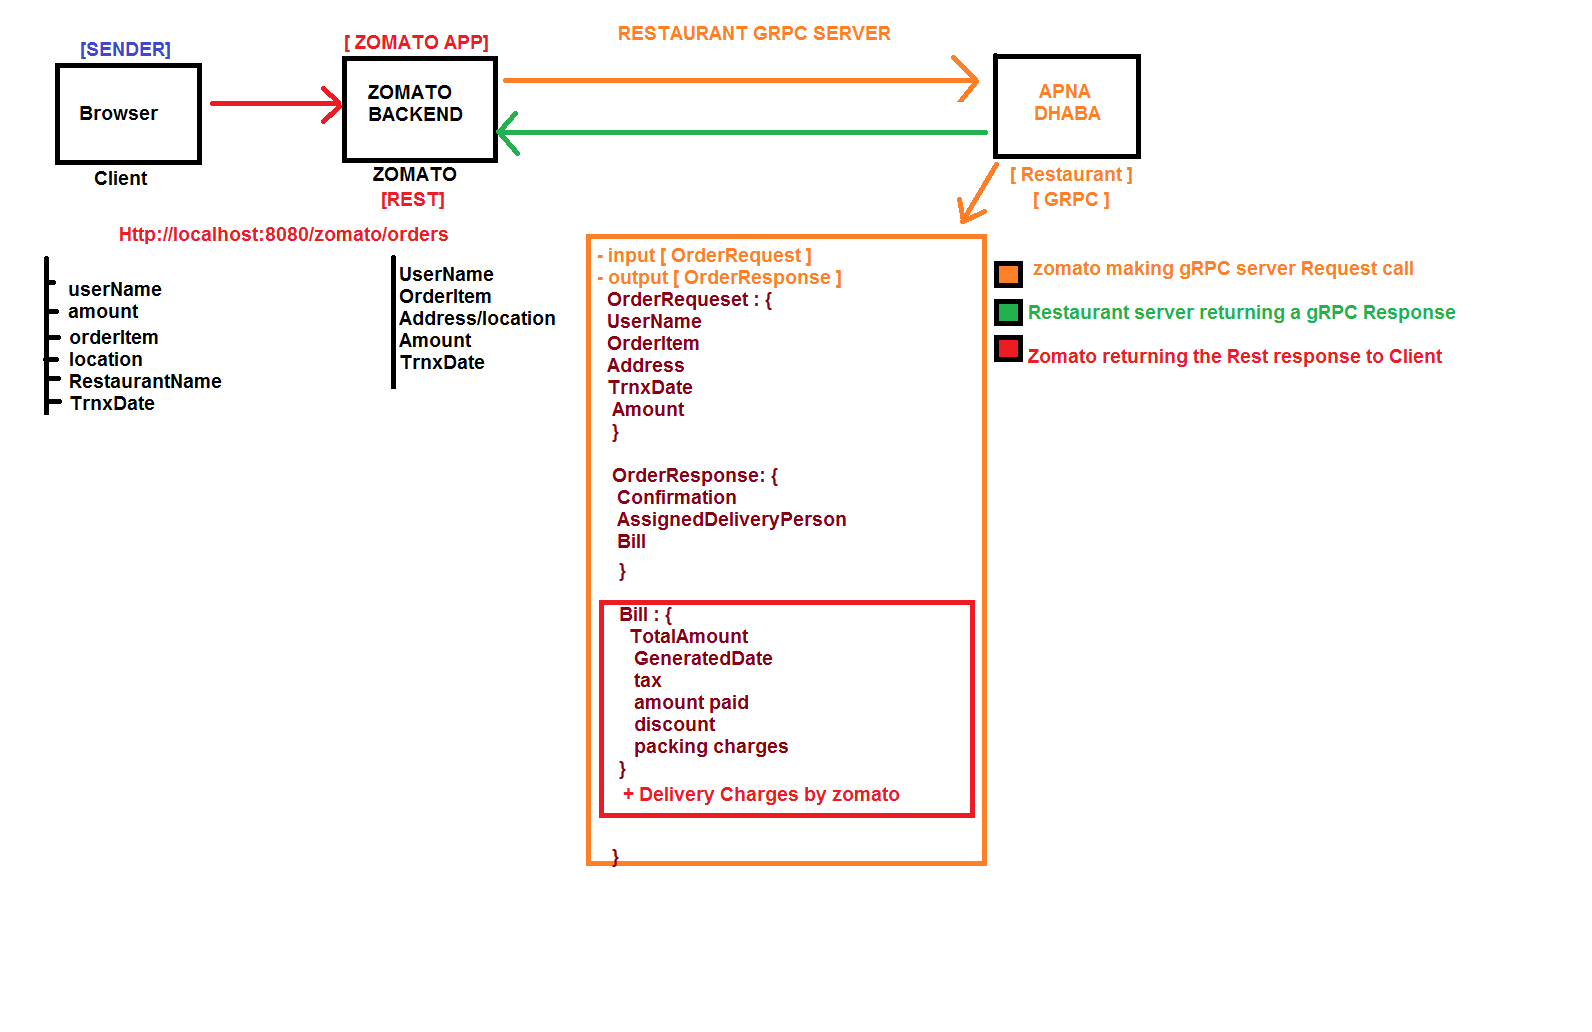 [SENDER]
Browser
Client
[ ZOMATO APP]
ZOMATO
BACKEND
ZOMATO
[REST]
RESTAURANT GRPC SERVER
APNA
DHABA
[ Restaurant ]
[ GRPC ]
Http://localhost:8080/zomato/orders
userName
amount
orderItem
location
RestaurantName
TrnxDate
UserName
OrderItem
Address/location
Amount
TrnxDate
- input [ OrderRequest ]
- output [ OrderResponse ]
OrderRequeset : {
UserName
OrderItem
Address
TrnxDate
Amount
}
OrderResponse: {
Confirmation
AssignedDeliveryPerson
Bill
}
Bill : {
TotalAmount
GeneratedDate
tax
amount paid
discount
packing charges
}
+ Delivery Charges by zomato
}
zomato making gRPC server Request call
Restaurant server returning a gRPC Response
Zomato returning the Rest response to Client